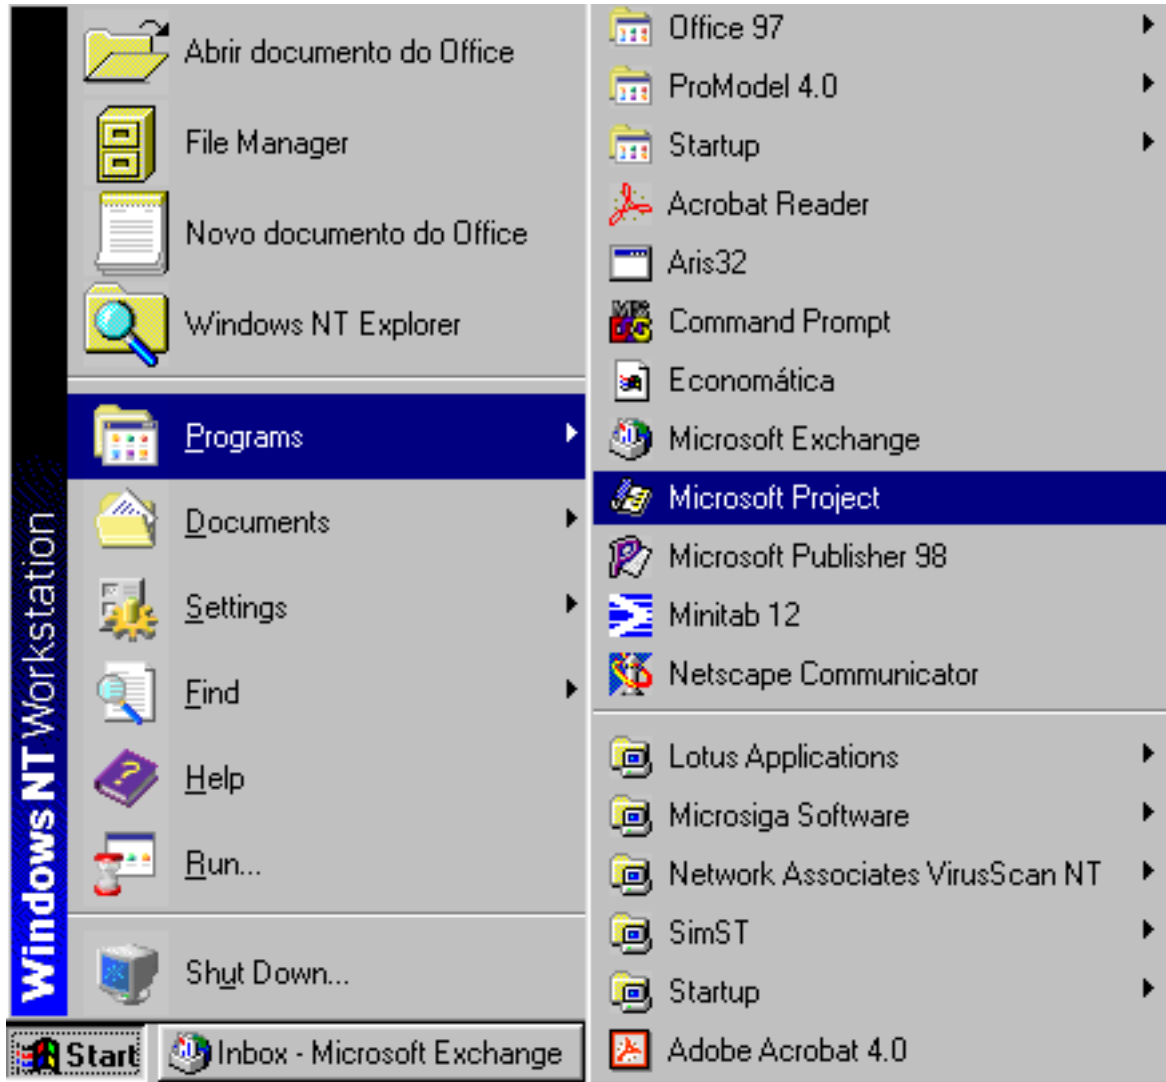 Abrir documento do Office
File Manager
Novo documento do Office
Windows NT Explorer
Programs
Documents
Settings
Find
Help
Run...
Shut Down...
Windows NT Workstation
Start
Inbox - Microsoft Exchange
Office 97
ProModel 4.0
Startup
Acrobat Reader
Aris32
Command Prompt
Economática
Microsoft Exchange
Microsoft Project
Microsoft Publisher 98
Minitab 12
Netscape Communicator
Lotus Applications
Microsiga Software
Network Associates VirusScan NT
SimST
Startup
Adobe Acrobat 4.0